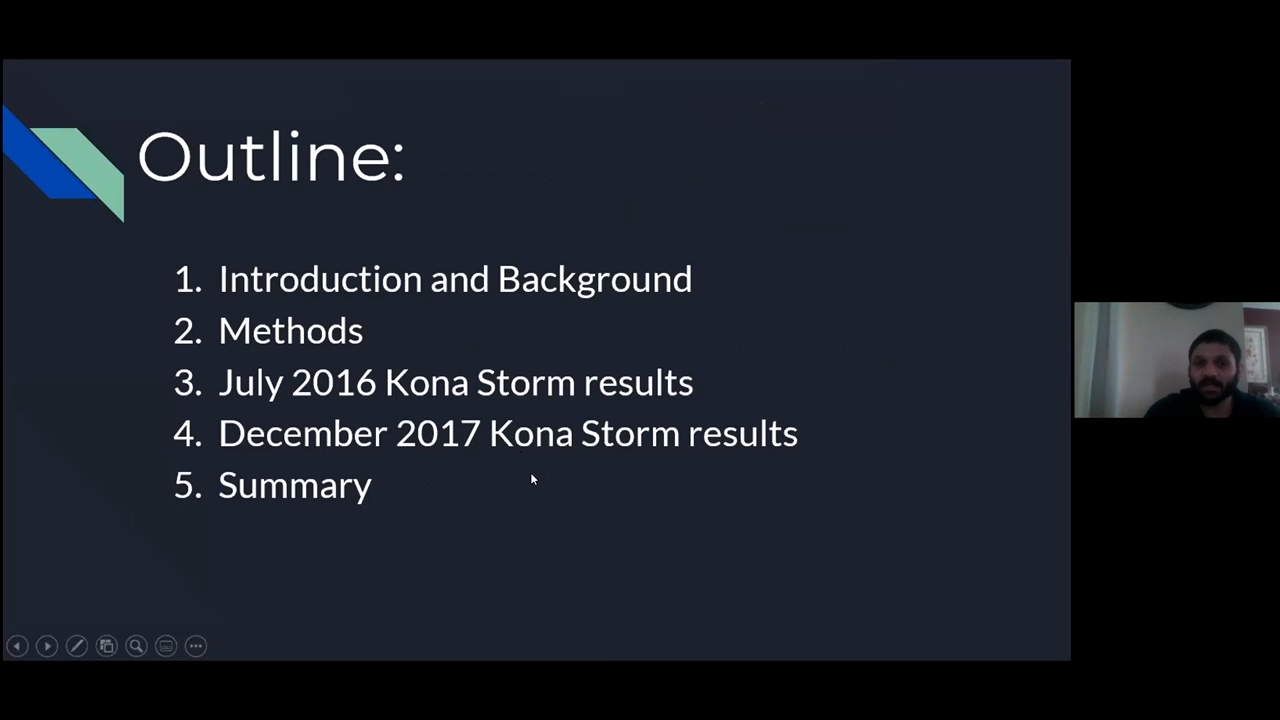 Outline:
1. Introduction and Background
2. Methods
3. July 2016 Kona Storm results
4. December 2017 Kona Storm results
5. Summary